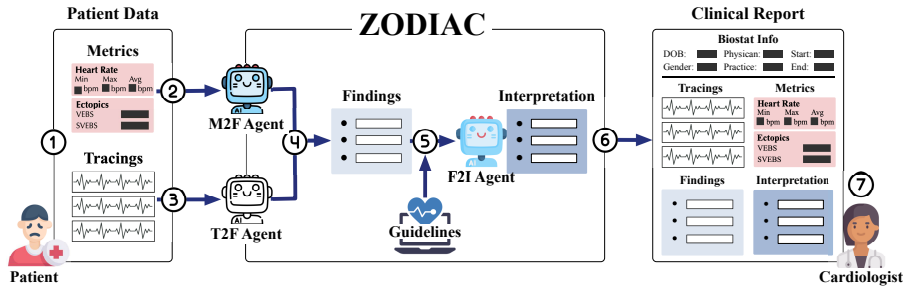 Patient Data
ZODIAC
Clinical Report
Metrics
Heart Rate
Min Max Avg
bpm bpm bpm
Ectopics
VEBS
SVEBS
1
2
Tracings
3
Patient
AI
M2F Agent
AI
T2F Agent
4
Findings
5
Guidelines
AI
F2I Agent
Interpretation
6
Biostat Info
DOB: Physican: Start:
Gender: Practice: End:
Tracings
Metrics
Heart Rate
Min Max Avg
bpm bpm bpm
Ectopics
VEBS
SVEBS
Findings
Interpretation
7
Cardiologist